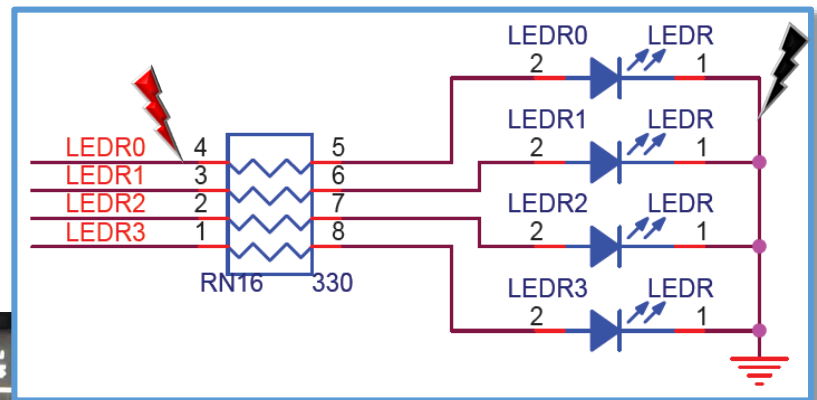 LEDR0 LEDR
2 1
LEDR0 4 5
LEDR1 3 6
LEDR2 2 7
LEDR3 1 8
RN16 330
LEDR1 LEDR
2 1
LEDR2 LEDR
2 1
LEDR3 LEDR
2 1